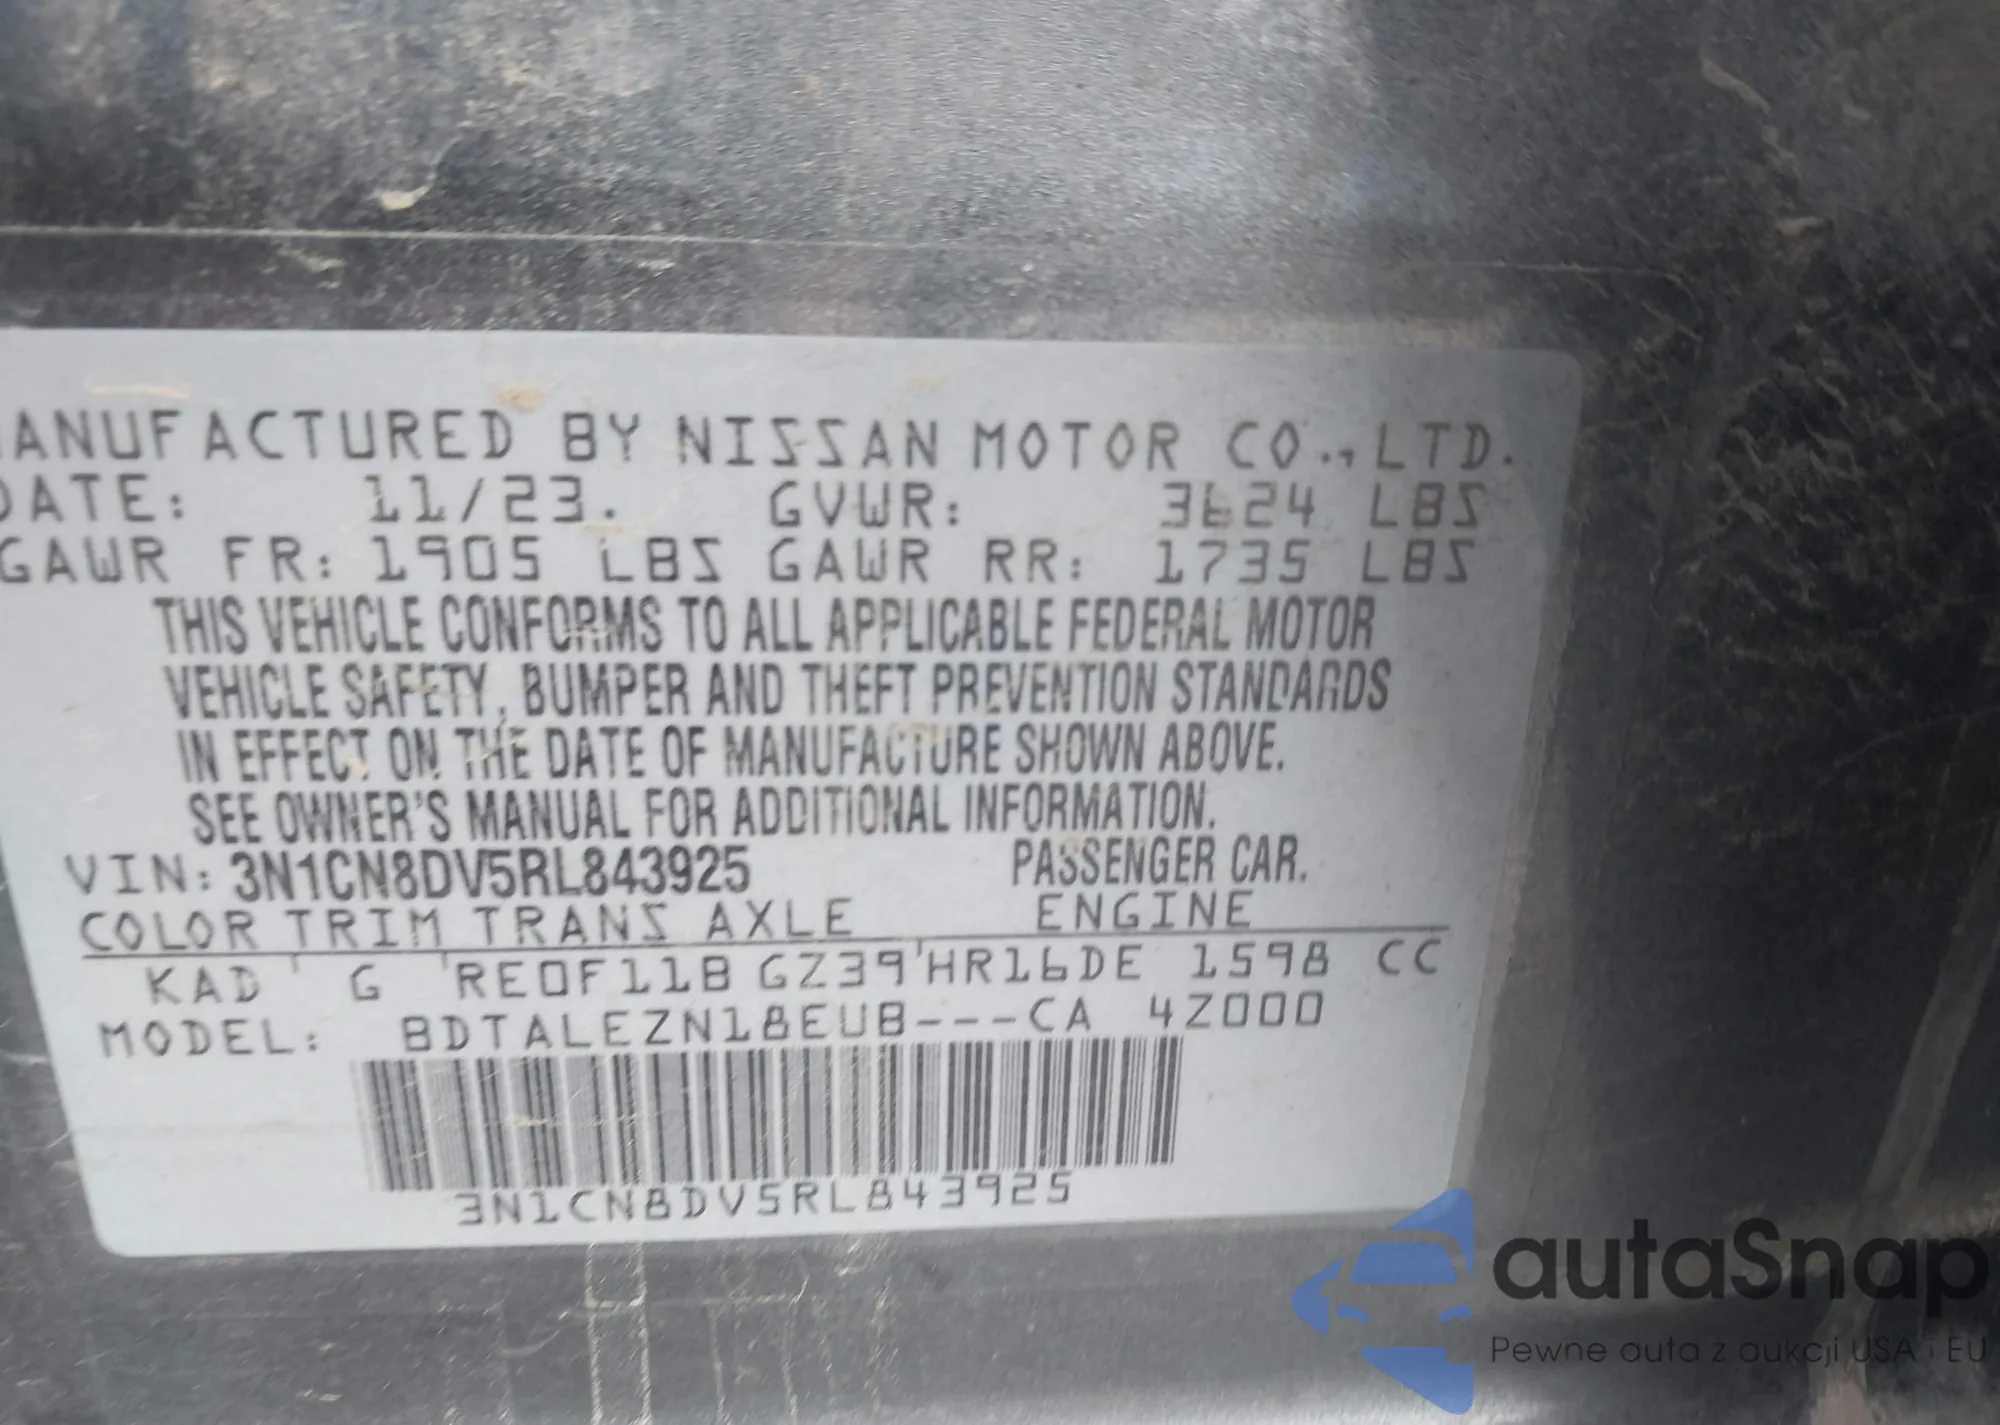 MANUFACTURED BY NISSAN MOTOR CO., LTD.
DATE: 11/23. GVWR: 3624 LBS
GAWR FR: 1905 LBS GAWR RR: 1735 LBS
THIS VEHICLE CONFORMS TO ALL APPLICABLE FEDERAL MOTOR
VEHICLE SAFETY, BUMPER AND THEFT PREVENTION STANDARDS
IN EFFECT ON THE DATE OF MANUFACTURE SHOWN ABOVE.
SEE OWNER'S MANUAL FOR ADDITIONAL INFORMATION.
VIN: 3N1CN8DV5RL843925 PASSENGER CAR.
COLOR TRIM TRANS AXLE ENGINE
KAD G RE0F11B GZ39 HR16DE 1598 CC
MODEL: BDTALEZN18EUB---CA 4Z000
3N1CN8DV5RL843925
autaSnap
Pewne auta z aukcji USA i EU